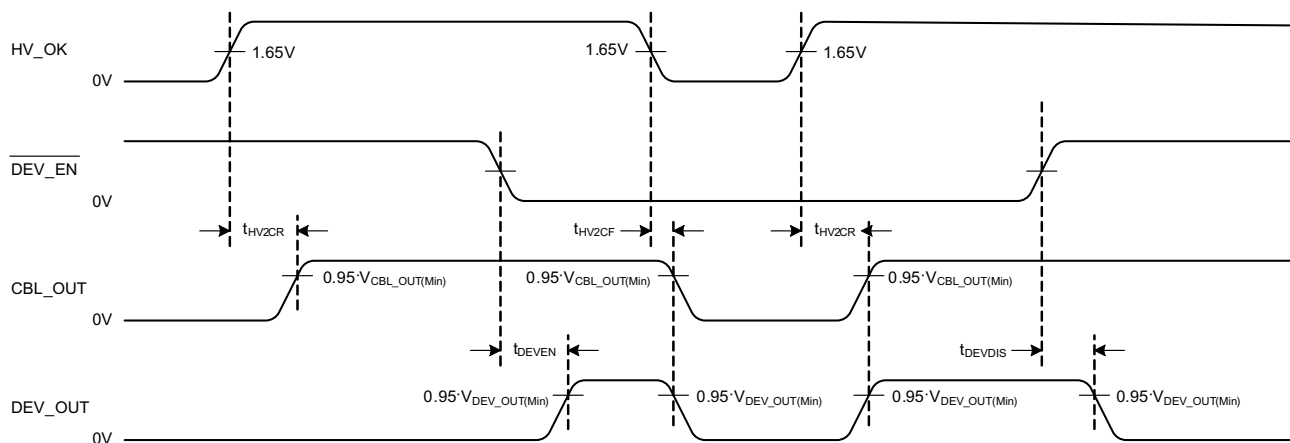 HV_OK
1.65V
1.65V
1.65V
0V
DEV_EN
0V
tHV2CR
tHV2CF
tHV2CR
CBL_OUT
0.95·VCBL_OUT(Min)
0.95·VCBL_OUT(Min)
0.95·VCBL_OUT(Min)
0V
tDEVEN
tDEVDIS
DEV_OUT
0.95·VDEV_OUT(Min)
0.95·VDEV_OUT(Min)
0.95·VDEV_OUT(Min)
0.95·VDEV_OUT(Min)
0V